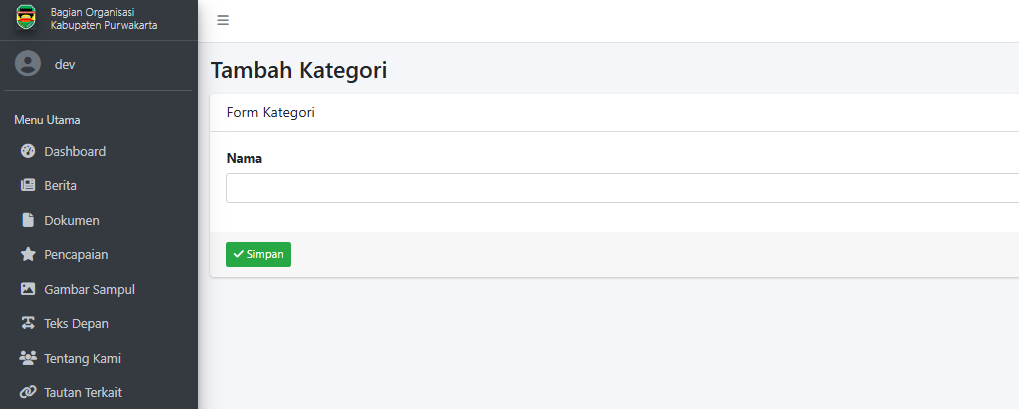 Bagian Organisasi
Kabupaten Purwakarta
dev
Menu Utama
Dashboard
Berita
Dokumen
Pencapaian
Gambar Sampul
Teks Depan
Tentang Kami
Tautan Terkait
Tambah Kategori
Form Kategori
Nama
Simpan